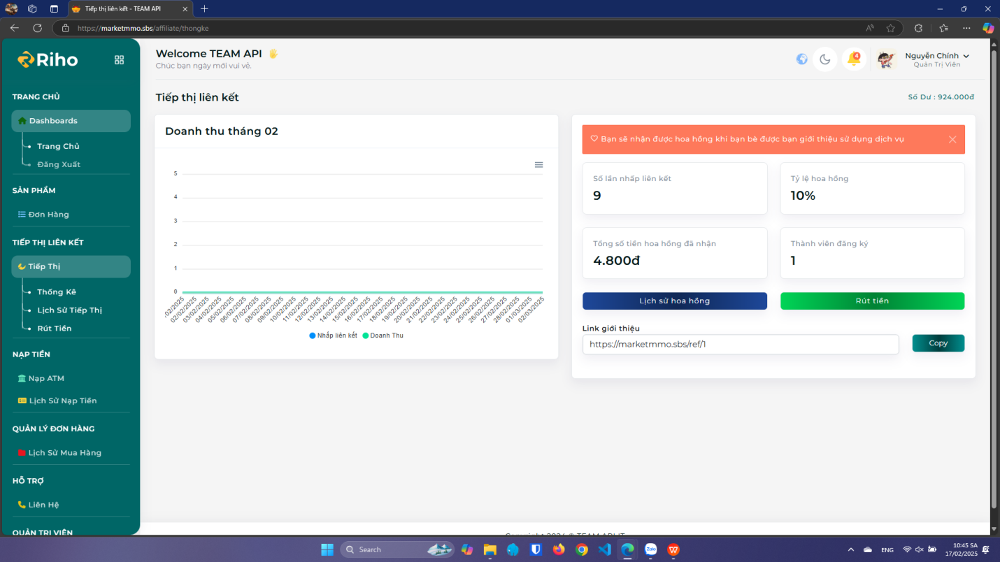 Tiếp thị liên kết - TEAM API
https://marketmmo.sbs/affiliate/thongke
Riho
TRANG CHỦ
Dashboards
Trang Chủ
Đăng Xuất
SẢN PHẨM
Đơn Hàng
TIẾP THỊ LIÊN KẾT
Tiếp Thị
Thống Kê
Lịch Sử Tiếp Thị
Rút Tiền
NẠP TIỀN
Nạp ATM
Lịch Sử Nạp Tiền
QUẢN LÝ ĐƠN HÀNG
Lịch Sử Mua Hàng
HỖ TRỢ
Liên Hệ
QUẢN TRỊ VIÊN
Welcome TEAM API
Chúc bạn ngày mới vui vẻ.
4
Nguyễn Chính
Quản Trị Viên
Tiếp thị liên kết
Số Dư : 924.000đ
Doanh thu tháng 02
5
4
3
2
1
0
02/02/2025
03/02/2025
04/02/2025
05/02/2025
06/02/2025
07/02/2025
08/02/2025
09/02/2025
10/02/2025
11/02/2025
12/02/2025
13/02/2025
14/02/2025
15/02/2025
16/02/2025
17/02/2025
18/02/2025
19/02/2025
20/02/2025
21/02/2025
22/02/2025
23/02/2025
24/02/2025
25/02/2025
26/02/2025
27/02/2025
28/02/2025
01/03/2025
02/03/2025
Nhấp liên kết
Doanh Thu
Bạn sẽ nhận được hoa hồng khi bạn bè được bạn giới thiệu sử dụng dịch vụ
Số lần nhấp liên kết
9
Tỷ lệ hoa hồng
10%
Tổng số tiền hoa hồng đã nhận
4.800đ
Thành viên đăng ký
1
Lịch sử hoa hồng
Rút tiền
Link giới thiệu
https://marketmmo.sbs/ref/1
Copy
Search
Zalo
ENG
10:45 SA
17/02/2025